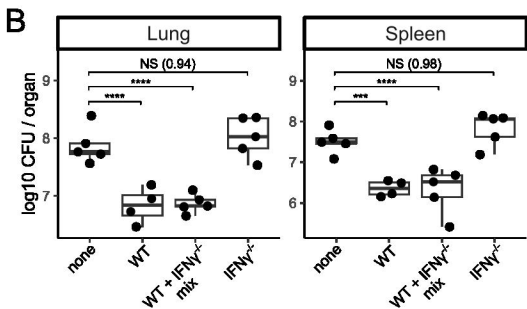 B
Lung
Spleen
NS (0.94)
****
****
NS (0.98)
****
***
log10 CFU / organ
9
8
7
9
8
7
6
none
WT
WT + IFNγ-/-
mix
IFNγ-/-
none
WT
WT + IFNγ-/-
mix
IFNγ-/-